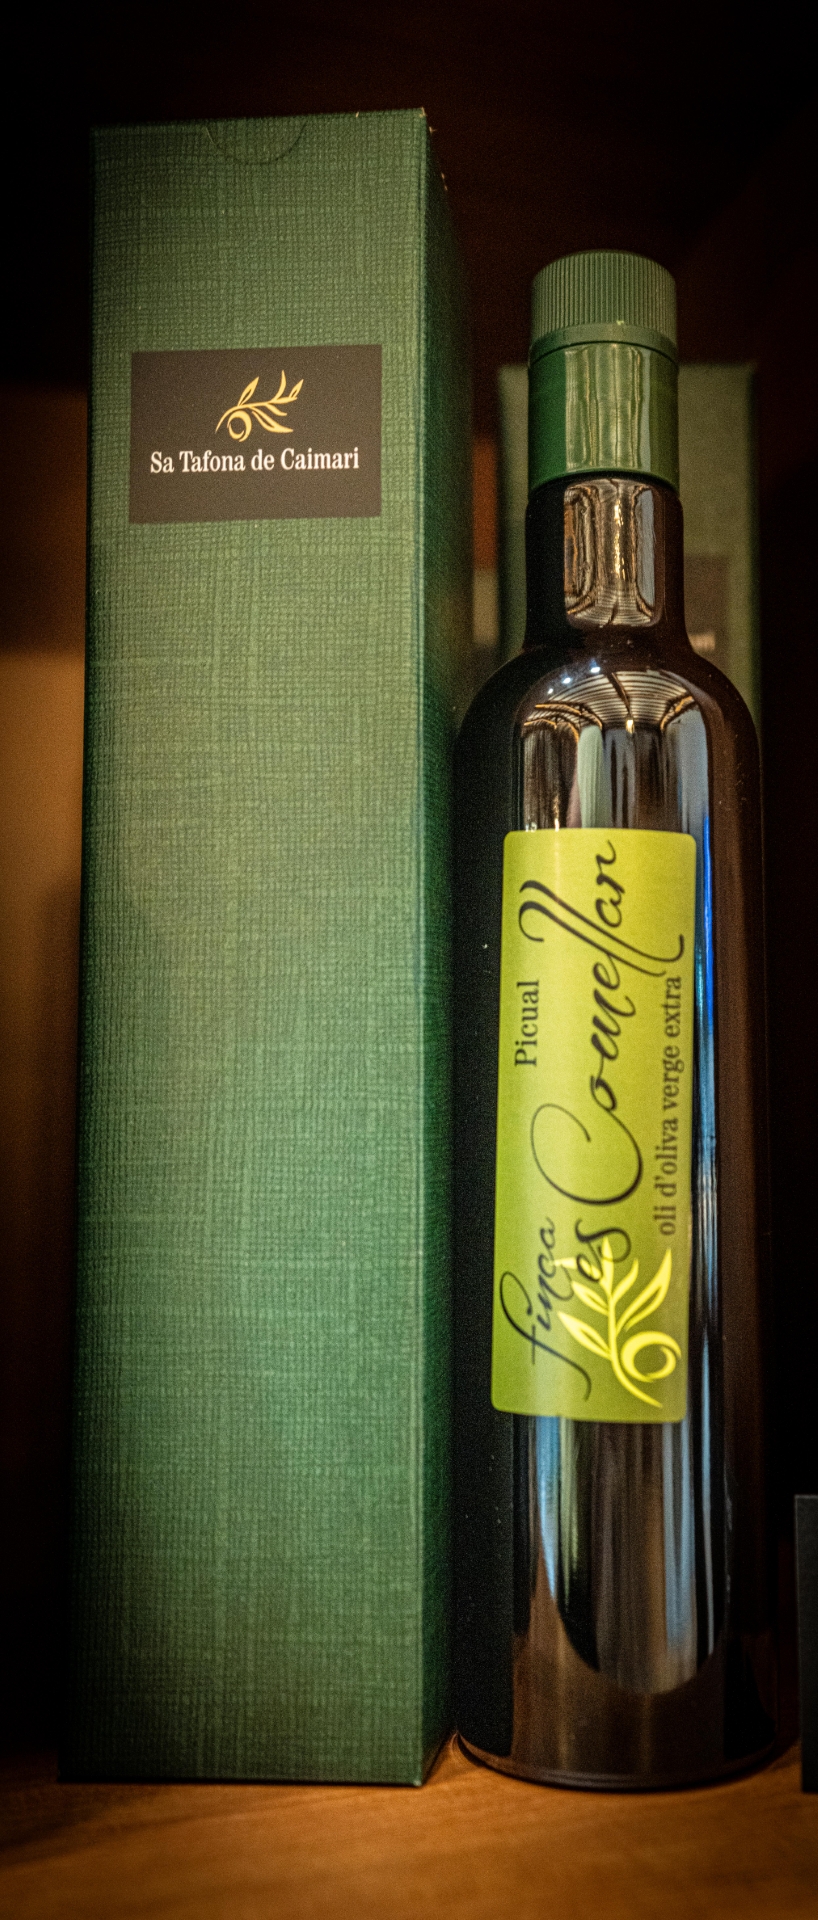 Sa Tafona de Caimari
Picual
finca
es Comellar
oli d'oliva verge extra